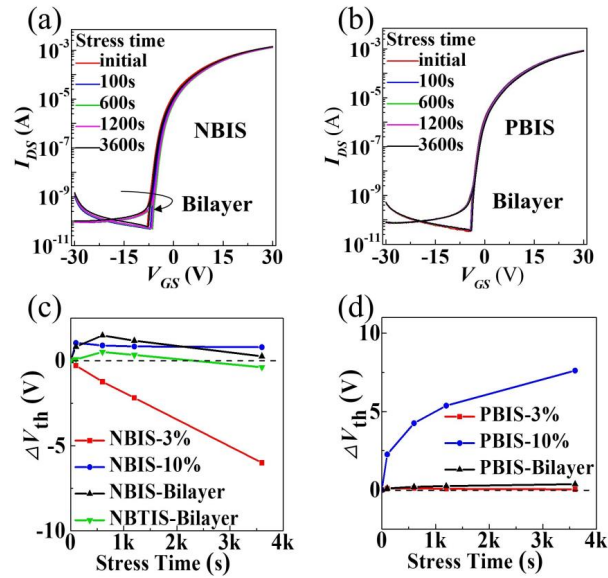 (a)
Stress time
initial
100s
600s
1200s
3600s
NBIS
Bilayer
10⁻³
10⁻⁵
10⁻⁷
10⁻⁹
10⁻¹¹
I_DS (A)
-30 -15 0 15 30
V_GS (V)
(b)
Stress time
initial
100s
600s
1200s
3600s
PBIS
Bilayer
10⁻³
10⁻⁵
10⁻⁷
10⁻⁹
10⁻¹¹
I_DS (A)
-30 -15 0 15 30
V_GS (V)
(c)
0
-5
-10
ΔV_th (V)
NBIS-3%
NBIS-10%
NBIS-Bilayer
NBTIS-Bilayer
0 1k 2k 3k 4k
Stress Time (s)
(d)
10
5
0
ΔV_th (V)
PBIS-3%
PBIS-10%
PBIS-Bilayer
0 1k 2k 3k 4k
Stress Time (s)